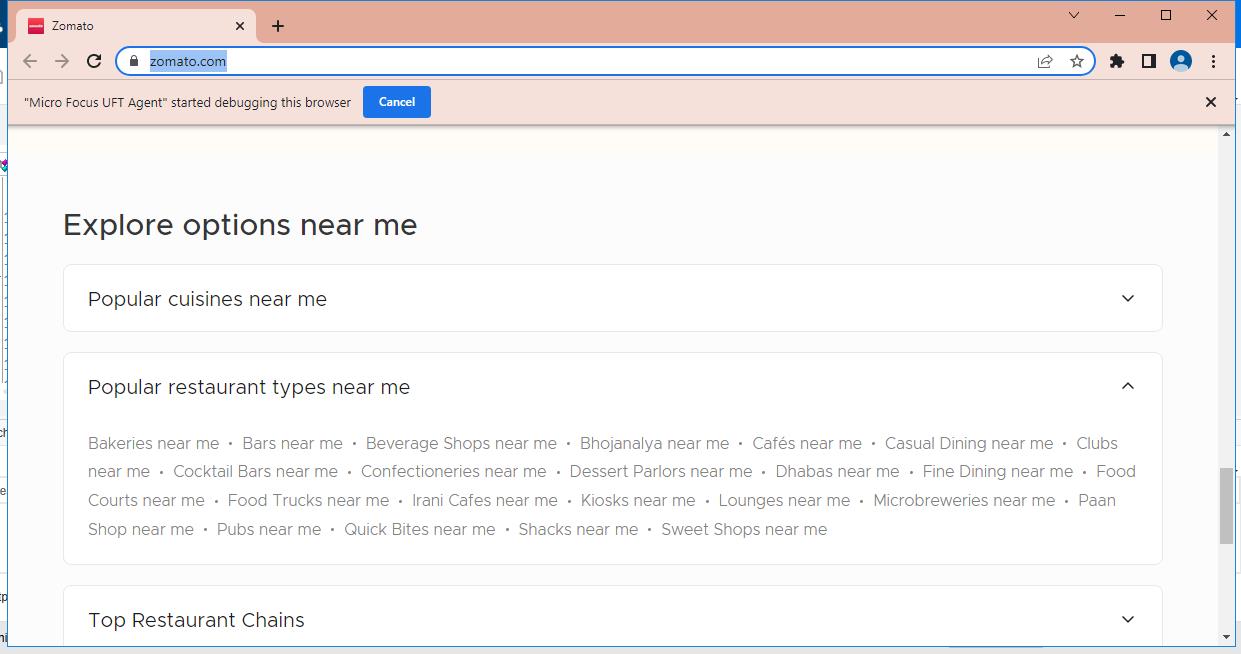 Zomato
zomato.com
"Micro Focus UFT Agent" started debugging this browser
Cancel
Explore options near me
Popular cuisines near me
Popular restaurant types near me
Bakeries near me • Bars near me • Beverage Shops near me • Bhojanalya near me • Cafés near me • Casual Dining near me • Clubs
near me • Cocktail Bars near me • Confectioneries near me • Dessert Parlors near me • Dhabas near me • Fine Dining near me • Food
Courts near me • Food Trucks near me • Irani Cafes near me • Kiosks near me • Lounges near me • Microbreweries near me • Paan
Shop near me • Pubs near me • Quick Bites near me • Shacks near me • Sweet Shops near me
Top Restaurant Chains